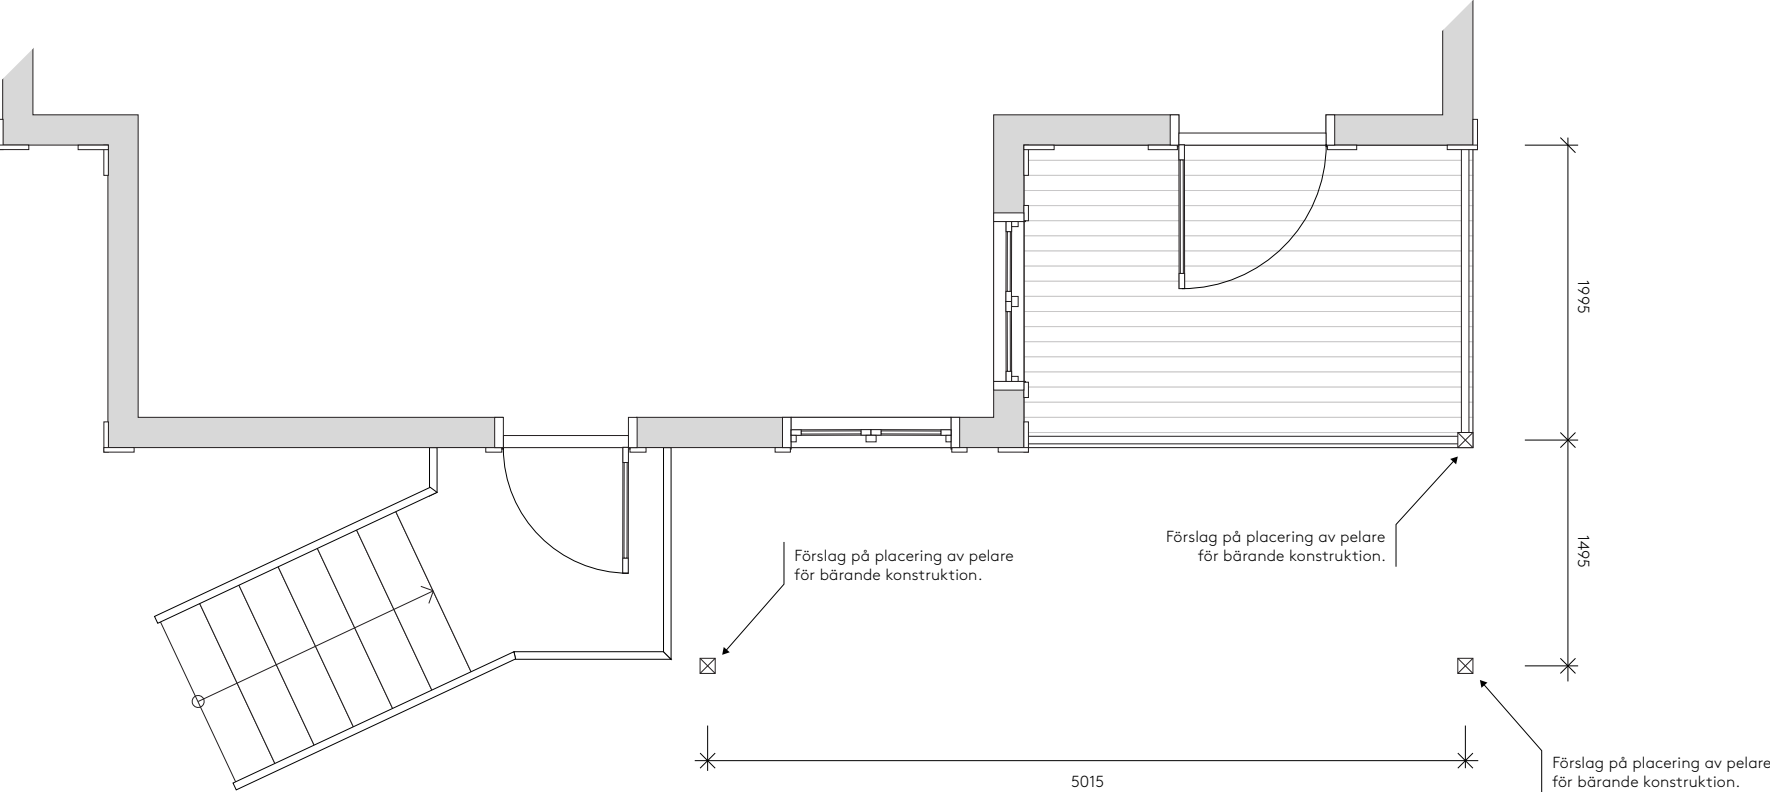 1995
Förslag på placering av pelare
för bärande konstruktion.
Förslag på placering av pelare
för bärande konstruktion.
1495
5015
Förslag på placering av pelare
för bärande konstruktion.